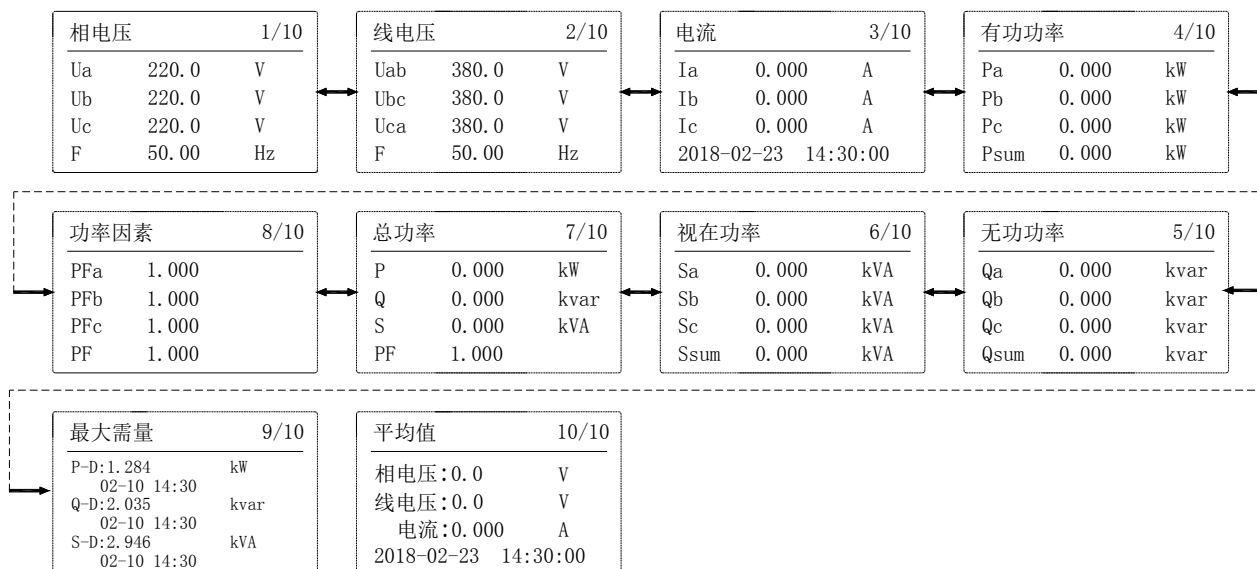 相电压 1/10
Ua 220.0 V
Ub 220.0 V
Uc 220.0 V
F 50.00 Hz
线电压 2/10
Uab 380.0 V
Ubc 380.0 V
Uca 380.0 V
F 50.00 Hz
电流 3/10
Ia 0.000 A
Ib 0.000 A
Ic 0.000 A
2018-02-23 14:30:00
有功功率 4/10
Pa 0.000 kW
Pb 0.000 kW
Pc 0.000 kW
Psum 0.000 kW
功率因素 8/10
PFa 1.000
PFb 1.000
PFc 1.000
PF 1.000
总功率 7/10
P 0.000 kW
Q 0.000 kvar
S 0.000 kVA
PF 1.000
视在功率 6/10
Sa 0.000 kVA
Sb 0.000 kVA
Sc 0.000 kVA
Ssum 0.000 kVA
无功功率 5/10
Qa 0.000 kvar
Qb 0.000 kvar
Qc 0.000 kvar
Qsum 0.000 kvar
最大需量 9/10
P-D:1.284 kW
02-10 14:30
Q-D:2.035 kvar
02-10 14:30
S-D:2.946 kVA
02-10 14:30
平均值 10/10
相电压:0.0 V
线电压:0.0 V
电流:0.000 A
2018-02-23 14:30:00